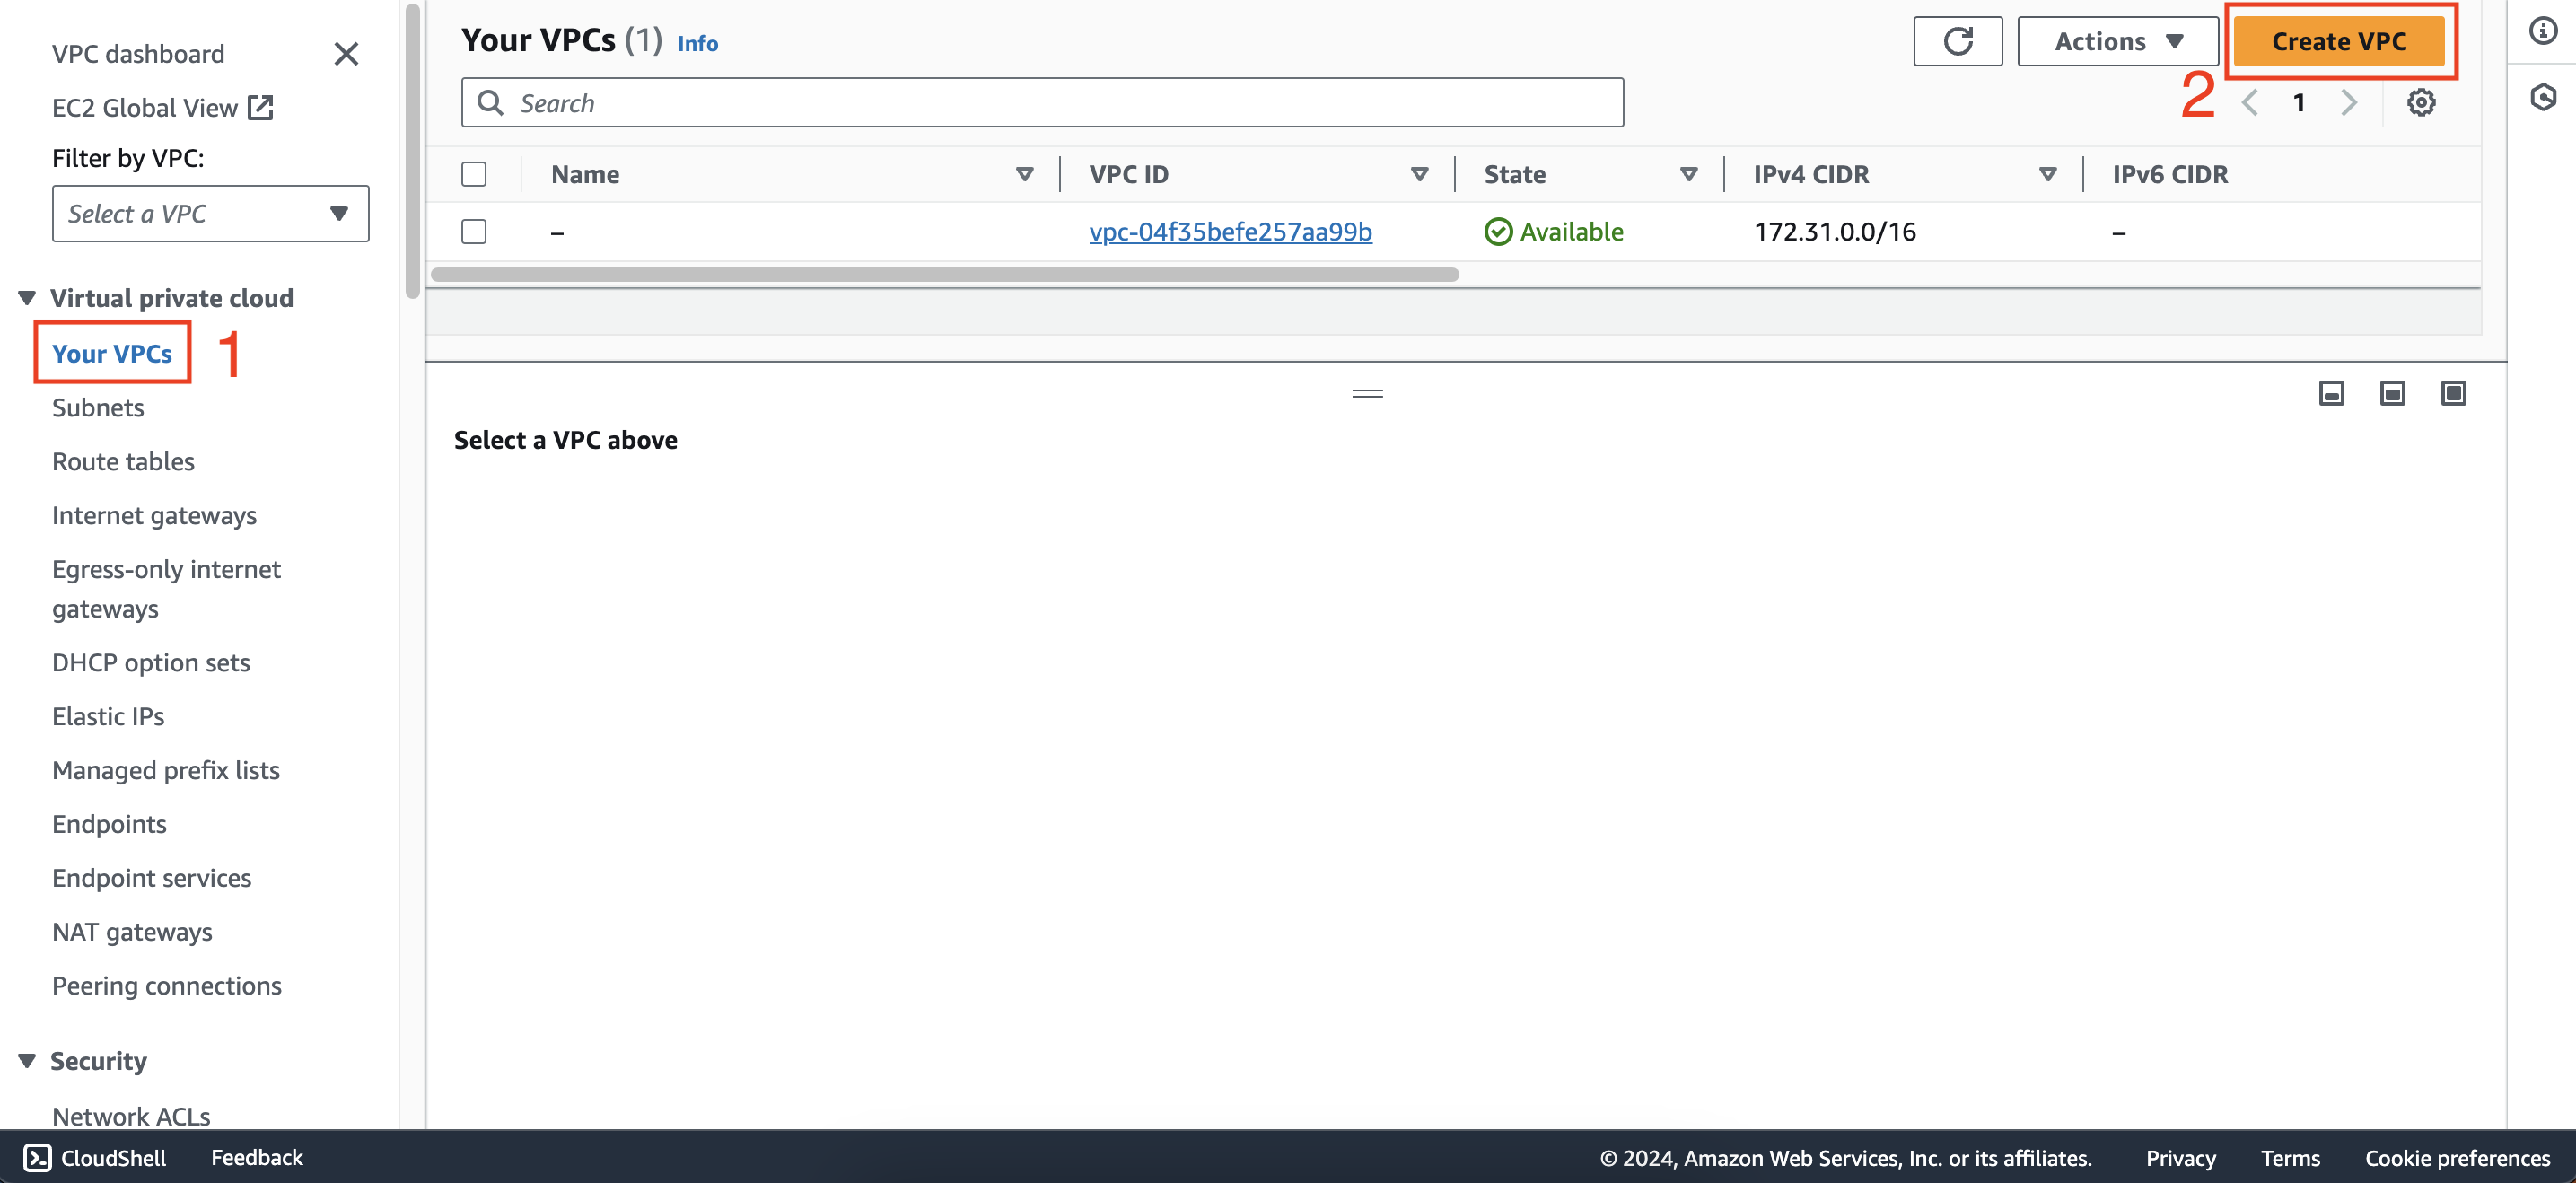 VPC dashboard
EC2 Global View
Filter by VPC:
Select a VPC
Virtual private cloud
Your VPCs 1
Subnets
Route tables
Internet gateways
Egress-only internet
gateways
DHCP option sets
Elastic IPs
Managed prefix lists
Endpoints
Endpoint services
NAT gateways
Peering connections
Security
Network ACLs
Your VPCs (1) Info
Actions
Create VPC
2
Search
1
Name VPC ID State IPv4 CIDR IPv6 CIDR
– vpc-04f35befe257aa99b Available 172.31.0.0/16 –
Select a VPC above
CloudShell Feedback © 2024, Amazon Web Services, Inc. or its affiliates. Privacy Terms Cookie preferences